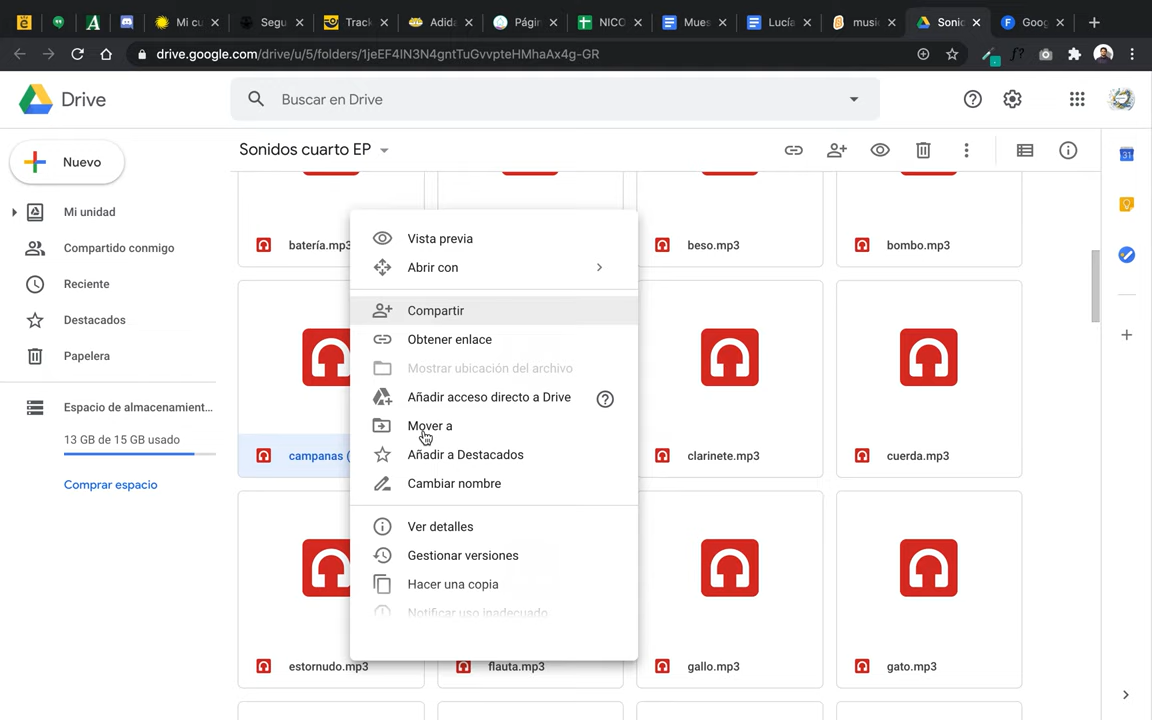 Mi cu
Segu
Track
Adida
Págin
NICO
Mues
Lucía
music
Sonid
Goog
drive.google.com/drive/u/5/folders/1jeEF4IN3N4gntTuGvvpteHMhaAx4g-GR
Drive
Buscar en Drive
Nuevo
Sonidos cuarto EP
Mi unidad
Compartido conmigo
Reciente
Destacados
Papelera
Espacio de almacenamient...
13 GB de 15 GB usado
Comprar espacio
batería.mp3
beso.mp3
bombo.mp3
campanas (
clarinete.mp3
cuerda.mp3
estornudo.mp3
flauta.mp3
gallo.mp3
gato.mp3
Vista previa
Abrir con
Compartir
Obtener enlace
Mostrar ubicación del archivo
Añadir acceso directo a Drive
Mover a
Añadir a Destacados
Cambiar nombre
Ver detalles
Gestionar versiones
Hacer una copia
Notificar uso inadecuado
31